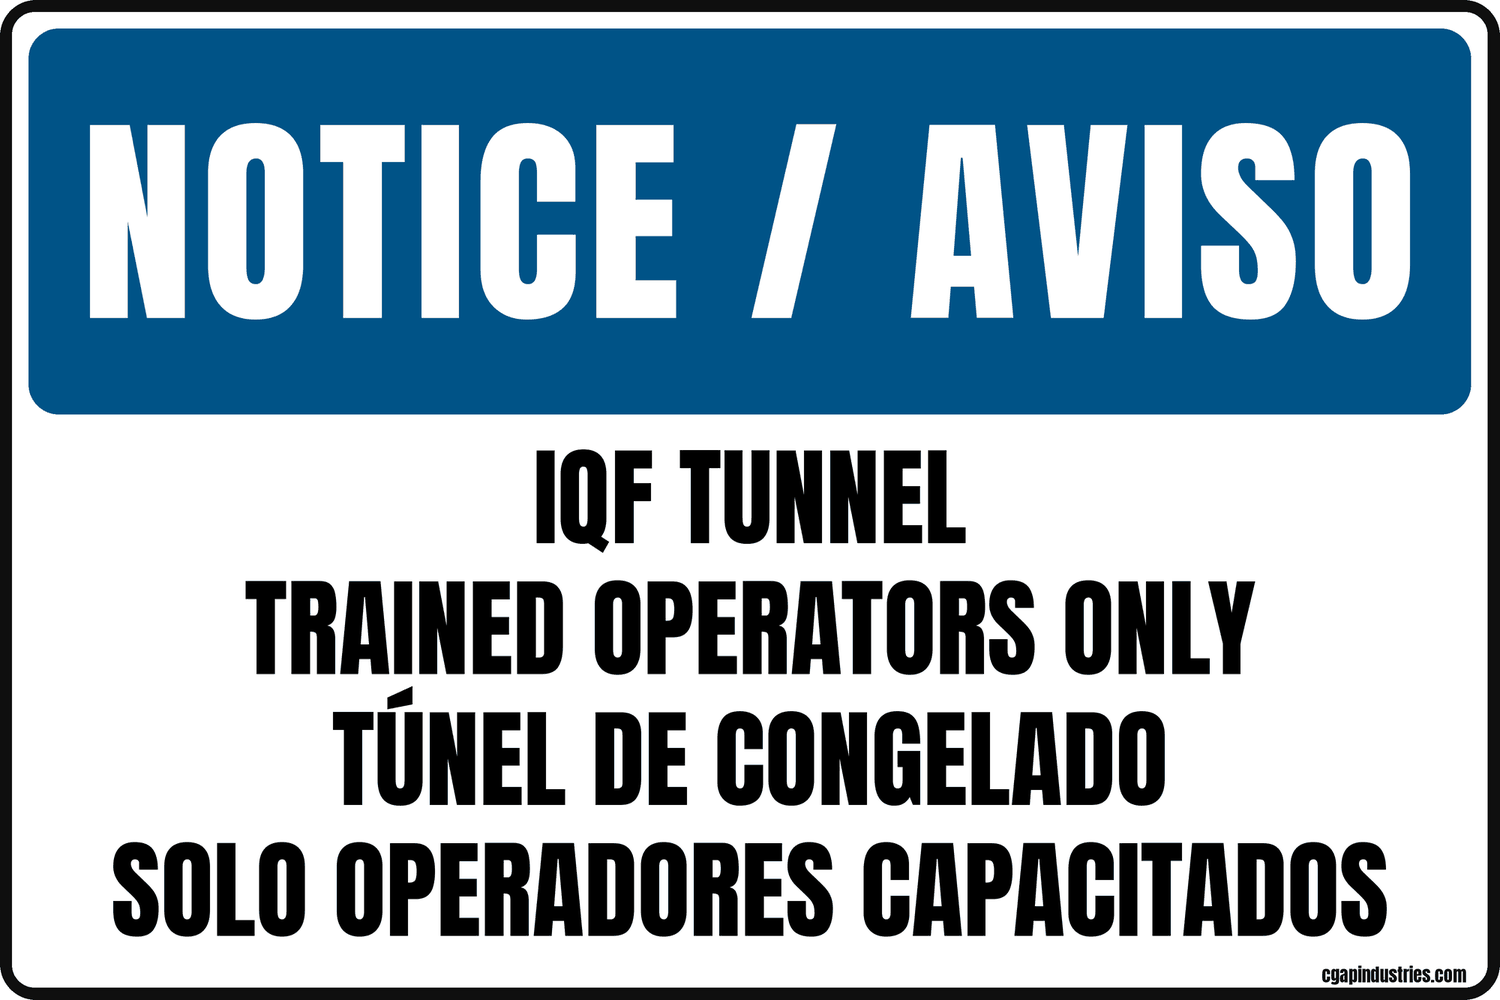 NOTICE / AVISO
IQF TUNNEL
TRAINED OPERATORS ONLY
TÚNEL DE CONGELADO
SOLO OPERADORES CAPACITADOS
cgapindustries.com